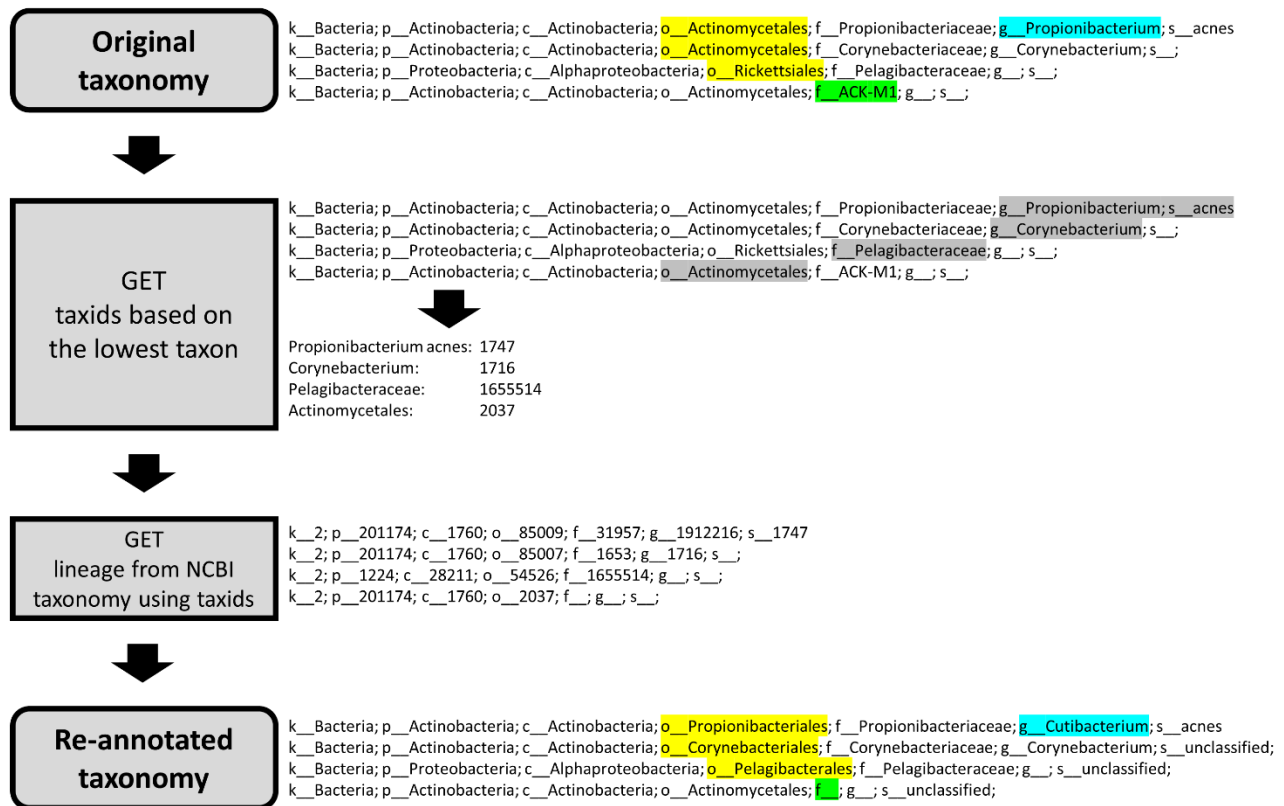 Original
taxonomy
k__Bacteria; p__Actinobacteria; c__Actinobacteria; o__Actinomycetales; f__Propionibacteriaceae; g__Propionibacterium; s__acnes
k__Bacteria; p__Actinobacteria; c__Actinobacteria; o__Actinomycetales; f__Corynebacteriaceae; g__Corynebacterium; s__;
k__Bacteria; p__Proteobacteria; c__Alphaproteobacteria; o__Rickettsiales; f__Pelagibacteraceae; g__; s__;
k__Bacteria; p__Actinobacteria; c__Actinobacteria; o__Actinomycetales; f__ACK-M1; g__; s__;
GET
taxids based on
the lowest taxon
k__Bacteria; p__Actinobacteria; c__Actinobacteria; o__Actinomycetales; f__Propionibacteriaceae; g__Propionibacterium; s__acnes
k__Bacteria; p__Actinobacteria; c__Actinobacteria; o__Actinomycetales; f__Corynebacteriaceae; g__Corynebacterium; s__;
k__Bacteria; p__Proteobacteria; c__Alphaproteobacteria; o__Rickettsiales; f__Pelagibacteraceae; g__; s__;
k__Bacteria; p__Actinobacteria; c__Actinobacteria; o__Actinomycetales; f__ACK-M1; g__; s__;
Propionibacterium acnes: 1747
Corynebacterium: 1716
Pelagibacteraceae: 1655514
Actinomycetales: 2037
GET
lineage from NCBI
taxonomy using taxids
k__2; p__201174; c__1760; o__85009; f__31957; g__1912216; s__1747
k__2; p__201174; c__1760; o__85007; f__1653; g__1716; s__;
k__2; p__1224; c__28211; o__54526; f__1655514; g__; s__;
k__2; p__201174; c__1760; o__2037; f__; g__; s__;
Re-annotated
taxonomy
k__Bacteria; p__Actinobacteria; c__Actinobacteria; o__Propionibacteriales; f__Propionibacteriaceae; g__Cutibacterium; s__acnes
k__Bacteria; p__Actinobacteria; c__Actinobacteria; o__Corynebacteriales; f__Corynebacteriaceae; g__Corynebacterium; s__unclassified;
k__Bacteria; p__Proteobacteria; c__Alphaproteobacteria; o__Pelagibacterales; f__Pelagibacteraceae; g__; s__unclassified;
k__Bacteria; p__Actinobacteria; c__Actinobacteria; o__Actinomycetales; f__; g__; s__unclassified;